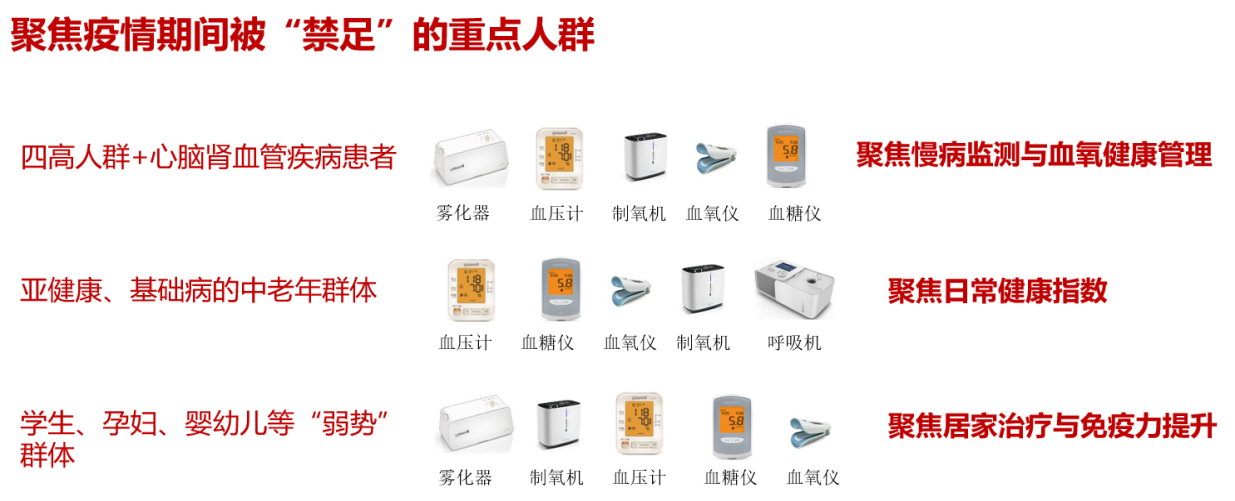 聚焦疫情期间被“禁足”的重点人群
四高人群+心脑肾血管疾病患者
雾化器 血压计 制氧机 血氧仪 血糖仪
聚焦慢病监测与血氧健康管理
亚健康、基础病的中老年群体
血压计 血糖仪 血氧仪 制氧机 呼吸机
聚焦日常健康指数
学生、孕妇、婴幼儿等“弱势”
群体
雾化器 制氧机 血压计 血糖仪 血氧仪
聚焦居家治疗与免疫力提升